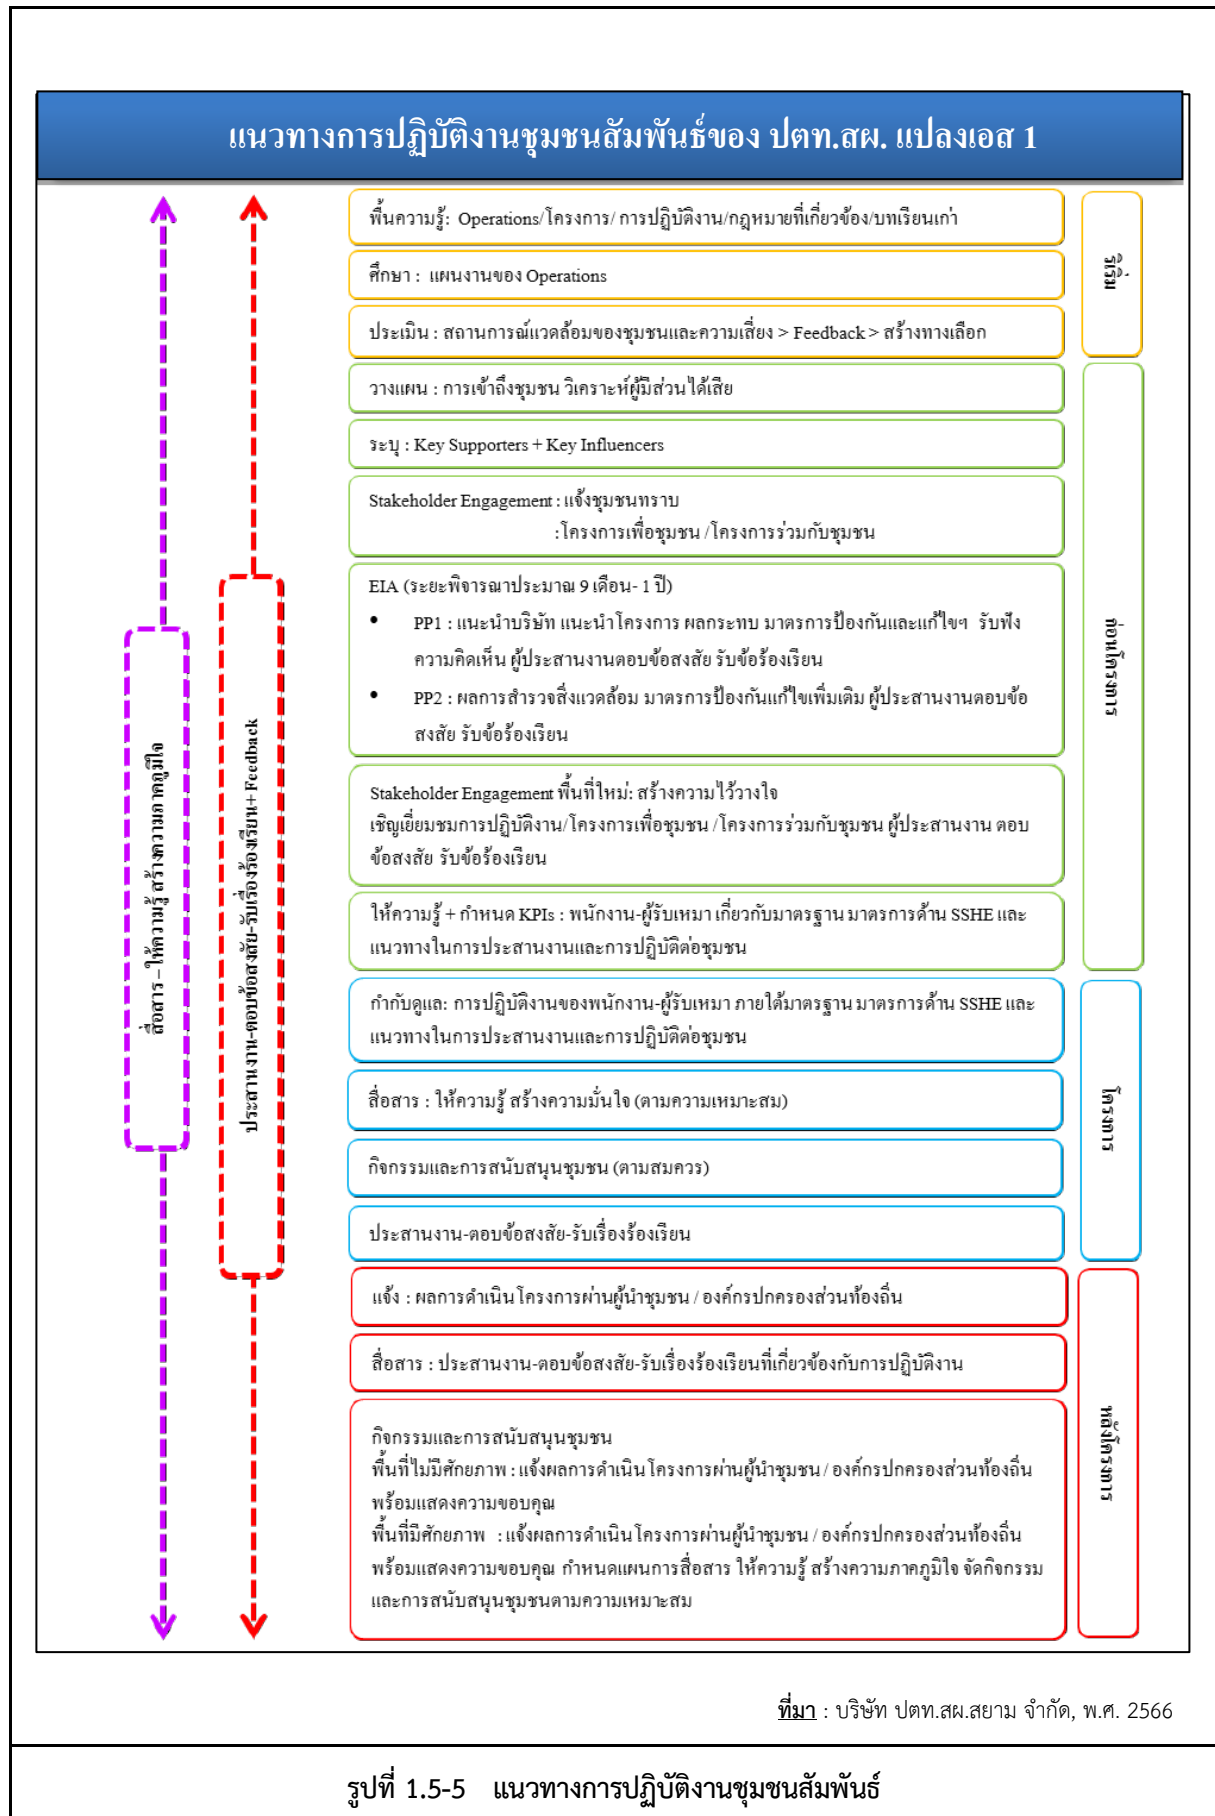 แนวทางการปฏิบัติงานชุมชนสัมพันธ์ของ ปตท.สผ. แปลงเอส 1
สื่อสาร – ให้ความรู้ สร้างความภาคภูมิใจ
ประสานงาน-ตอบข้อสงสัย-รับเรื่องร้องเรียน+ Feedback
พื้นความรู้: Operations/โครงการ/ การปฏิบัติงาน/กฎหมายที่เกี่ยวข้อง/บทเรียนเก่า
ศึกษา : แผนงานของ Operations
ประเมิน : สถานการณ์แวดล้อมของชุมชนและความเสี่ยง > Feedback > สร้างทางเลือก
ริเริ่ม
วางแผน : การเข้าถึงชุมชน วิเคราะห์ผู้มีส่วนได้เสีย
ระบุ : Key Supporters + Key Influencers
Stakeholder Engagement : แจ้งชุมชนทราบ
:โครงการเพื่อชุมชน /โครงการร่วมกับชุมชน
EIA (ระยะพิจารณาประมาณ 9 เดือน- 1 ปี)
• PP1 : แนะนำบริษัท แนะนำโครงการ ผลกระทบ มาตรการป้องกันและแก้ไขฯ รับฟัง
ความคิดเห็น ผู้ประสานงานตอบข้อสงสัย รับข้อร้องเรียน
• PP2 : ผลการสำรวจสิ่งแวดล้อม มาตรการป้องกันแก้ไขเพิ่มเติม ผู้ประสานงานตอบข้อ
สงสัย รับข้อร้องเรียน
Stakeholder Engagement พื้นที่ใหม่: สร้างความไว้วางใจ
เชิญเยี่ยมชมการปฏิบัติงาน/โครงการเพื่อชุมชน /โครงการร่วมกับชุมชน ผู้ประสานงาน ตอบ
ข้อสงสัย รับข้อร้องเรียน
ให้ความรู้ + กำหนด KPIs : พนักงาน-ผู้รับเหมา เกี่ยวกับมาตรฐาน มาตรการด้าน SSHE และ
แนวทางในการประสานงานและการปฏิบัติต่อชุมชน
ก่อนโครงการ
กำกับดูแล: การปฏิบัติงานของพนักงาน-ผู้รับเหมา ภายใต้มาตรฐาน มาตรการด้าน SSHE และ
แนวทางในการประสานงานและการปฏิบัติต่อชุมชน
สื่อสาร : ให้ความรู้ สร้างความมั่นใจ (ตามความเหมาะสม)
กิจกรรมและการสนับสนุนชุมชน (ตามสมควร)
ประสานงาน-ตอบข้อสงสัย-รับเรื่องร้องเรียน
โครงการ
แจ้ง : ผลการดำเนินโครงการผ่านผู้นำชุมชน / องค์กรปกครองส่วนท้องถิ่น
สื่อสาร : ประสานงาน-ตอบข้อสงสัย-รับเรื่องร้องเรียนที่เกี่ยวข้องกับการปฏิบัติงาน
กิจกรรมและการสนับสนุนชุมชน
พื้นที่ไม่มีศักยภาพ : แจ้งผลการดำเนินโครงการผ่านผู้นำชุมชน / องค์กรปกครองส่วนท้องถิ่น
พร้อมแสดงความขอบคุณ
พื้นที่มีศักยภาพ : แจ้งผลการดำเนินโครงการผ่านผู้นำชุมชน / องค์กรปกครองส่วนท้องถิ่น
พร้อมแสดงความขอบคุณ กำหนดแผนการสื่อสาร ให้ความรู้ สร้างความภาคภูมิใจ จัดกิจกรรม
และการสนับสนุนชุมชนตามความเหมาะสม
หลังโครงการ
ที่มา : บริษัท ปตท.สผ.สยาม จำกัด, พ.ศ. 2566
รูปที่ 1.5-5 แนวทางการปฏิบัติงานชุมชนสัมพันธ์